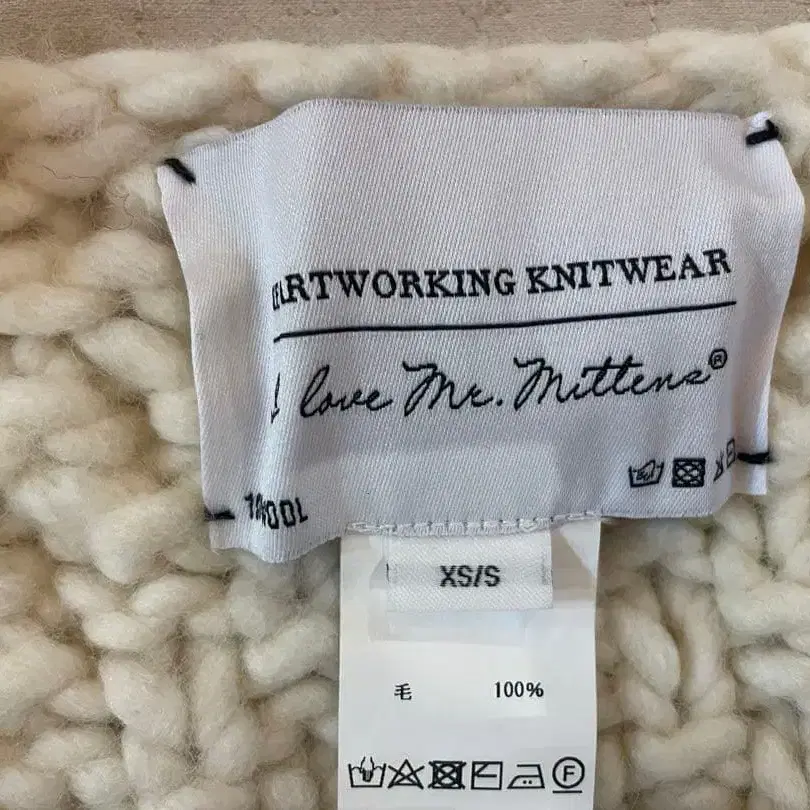 ARTWORKING KNITWEAR
I love Mr. Mittens®
XS/S
毛 100%
F